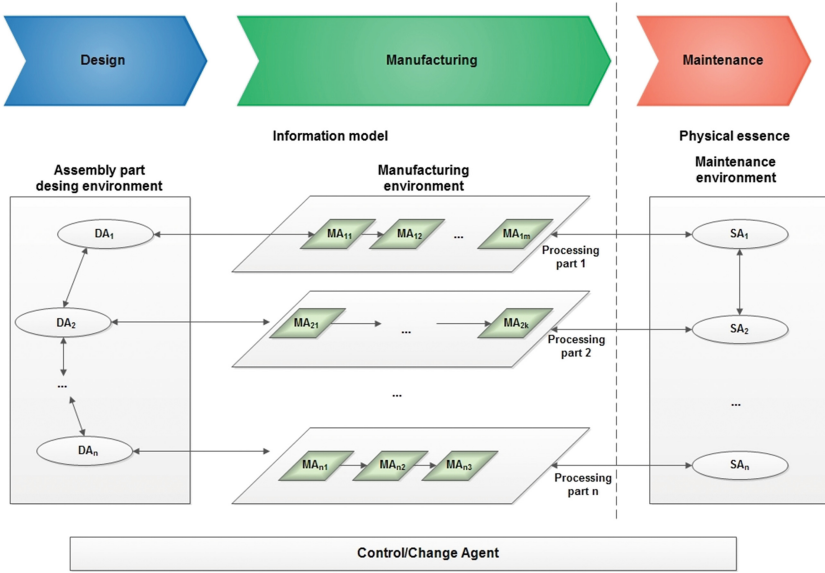 Design
Manufacturing
Maintenance
Information model
Physical essence
Assembly part
desing environment
Manufacturing
environment
Maintenance
environment
DA1
MA11
MA12
...
MA1m
Processing
part 1
SA1
DA2
MA21
...
MA2k
Processing
part 2
SA2
...
...
...
DAn
MAn1
MAn2
MAn3
Processing
part n
SAn
Control/Change Agent